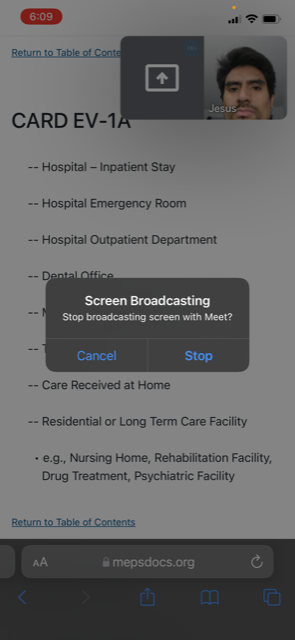 6:09
Return to Table of Conte
Jesus
CARD EV-1A
-- Hospital – Inpatient Stay
-- Hospital Emergency Room
-- Hospital Outpatient Department
-- Dental Office
Screen Broadcasting
Stop broadcasting screen with Meet?
Cancel Stop
-- Care Received at Home
-- Residential or Long Term Care Facility
• e.g., Nursing Home, Rehabilitation Facility,
Drug Treatment, Psychiatric Facility
Return to Table of Contents
AA mepsdocs.org